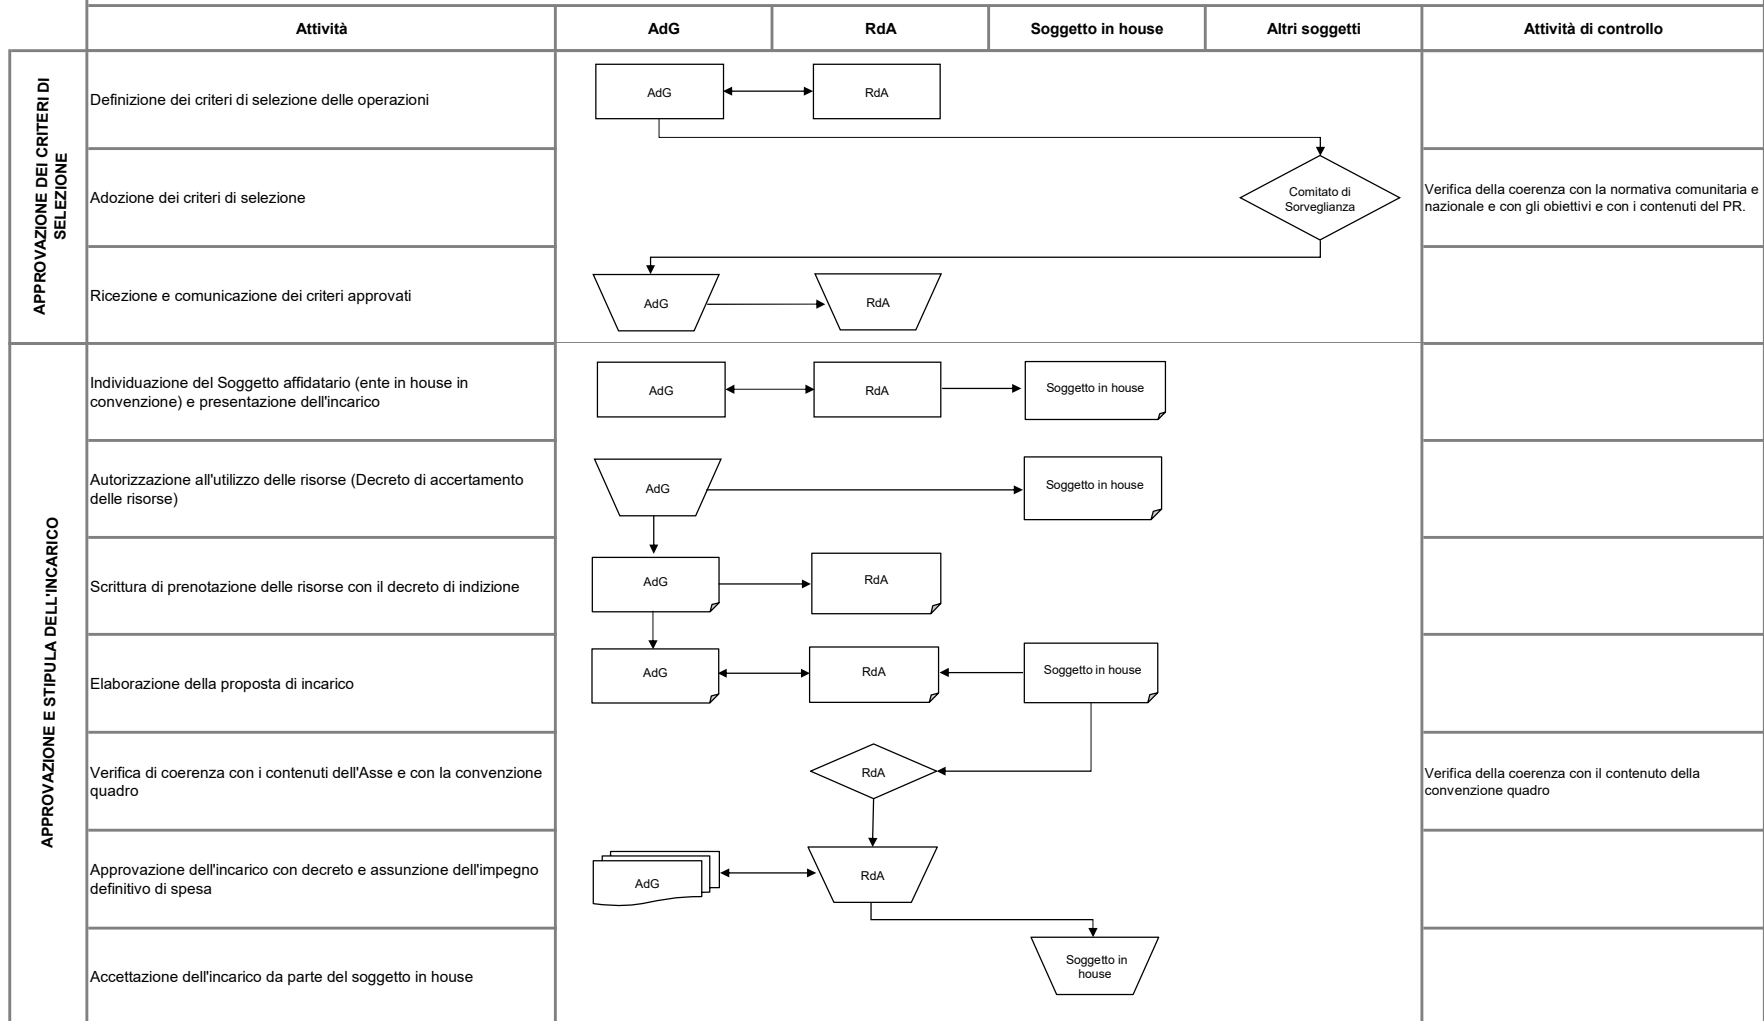 Attività
AdG
RdA
Soggetto in house
Altri soggetti
Attività di controllo
APPROVAZIONE DEI CRITERI DI
SELEZIONE
Definizione dei criteri di selezione delle operazioni
AdG
RdA
Adozione dei criteri di selezione
Comitato di
Sorveglianza
Verifica della coerenza con la normativa comunitaria e
nazionale e con gli obiettivi e con i contenuti del PR.
Ricezione e comunicazione dei criteri approvati
AdG
RdA
APPROVAZIONE E STIPULA DELL'INCARICO
Individuazione del Soggetto affidatario (ente in house in
convenzione) e presentazione dell'incarico
AdG
RdA
Soggetto in house
Autorizzazione all'utilizzo delle risorse (Decreto di accertamento
delle risorse)
AdG
Soggetto in house
Scrittura di prenotazione delle risorse con il decreto di indizione
AdG
RdA
Elaborazione della proposta di incarico
AdG
RdA
Soggetto in house
Verifica di coerenza con i contenuti dell'Asse e con la convenzione
quadro
RdA
Verifica della coerenza con il contenuto della
convenzione quadro
Approvazione dell'incarico con decreto e assunzione dell'impegno
definitivo di spesa
AdG
RdA
Accettazione dell'incarico da parte del soggetto in house
Soggetto in
house